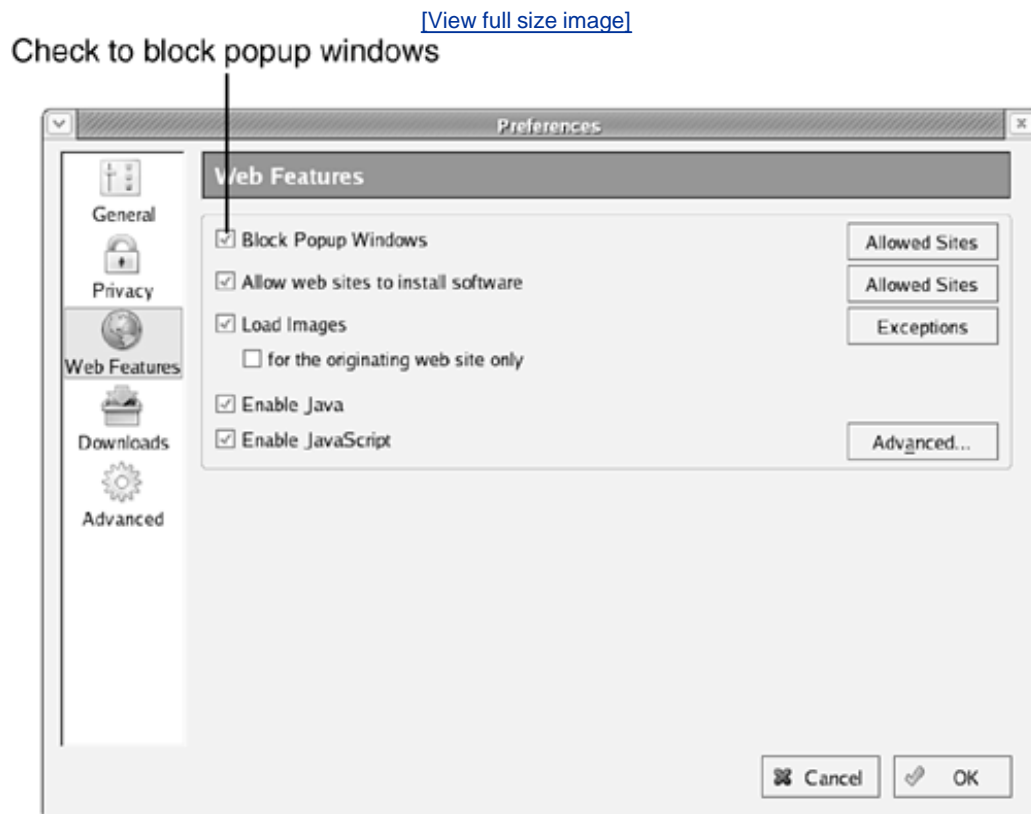 [View full size image]
Check to block popup windows
Preferences
General
Privacy
Web Features
Downloads
Advanced
Web Features
Block Popup Windows
Allowed Sites
Allow web sites to install software
Allowed Sites
Load Images
Exceptions
for the originating web site only
Enable Java
Enable JavaScript
Advanced...
Cancel
OK